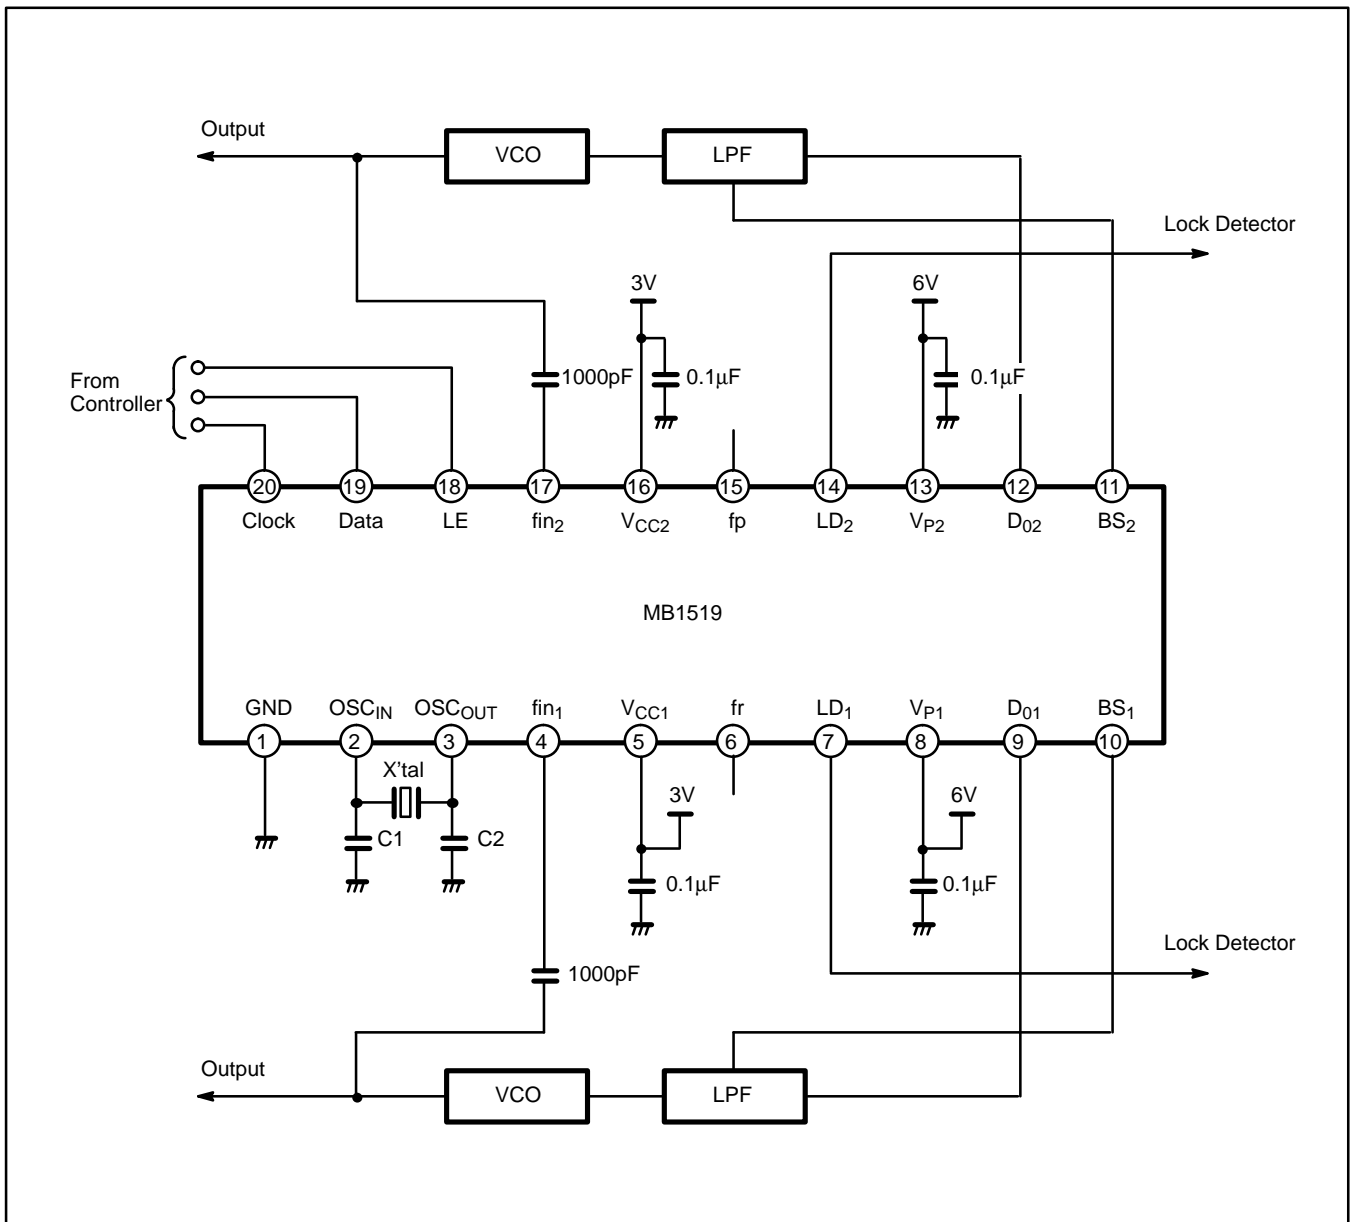 Output
VCO
LPF
Lock Detector
3V
6V
From
Controller
1000pF
0.1µF
0.1µF
20
19
18
17
16
15
14
13
12
11
Clock
Data
LE
fin2
VCC2
fp
LD2
VP2
D02
BS2
MB1519
GND
OSCIN
OSCOUT
fin1
VCC1
fr
LD1
VP1
D01
BS1
1
2
3
4
5
6
7
8
9
10
X'tal
3V
6V
C1
C2
0.1µF
0.1µF
Lock Detector
1000pF
Output
VCO
LPF